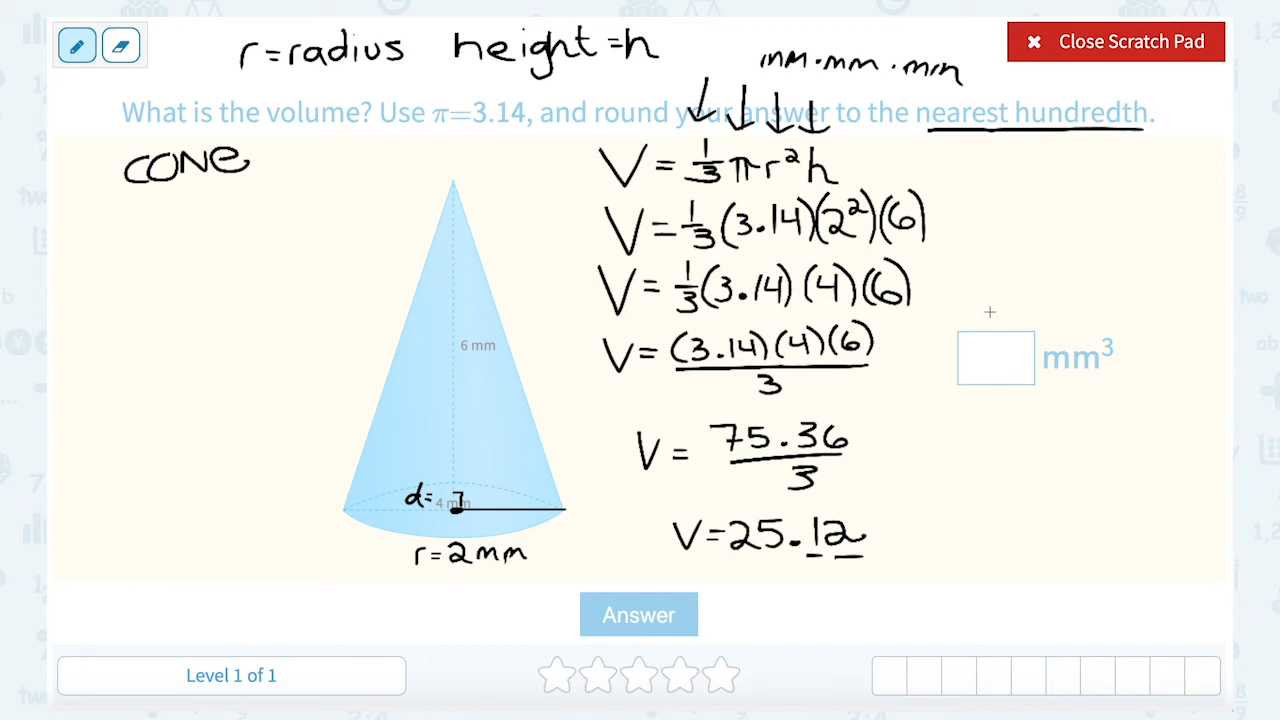 r=radius height=h
mm·mm·mm
✖ Close Scratch Pad
What is the volume? Use π=3.14, and round your answer to the nearest hundredth.
CONE
V = 1/3 πr²h
V = 1/3 (3.14)(2²)(6)
V = 1/3 (3.14)(4)(6)
6 mm
V = (3.14)(4)(6)/3
mm³
V = 75.36/3
d= 4 mm
V=25.12
r=2mm
Answer
Level 1 of 1